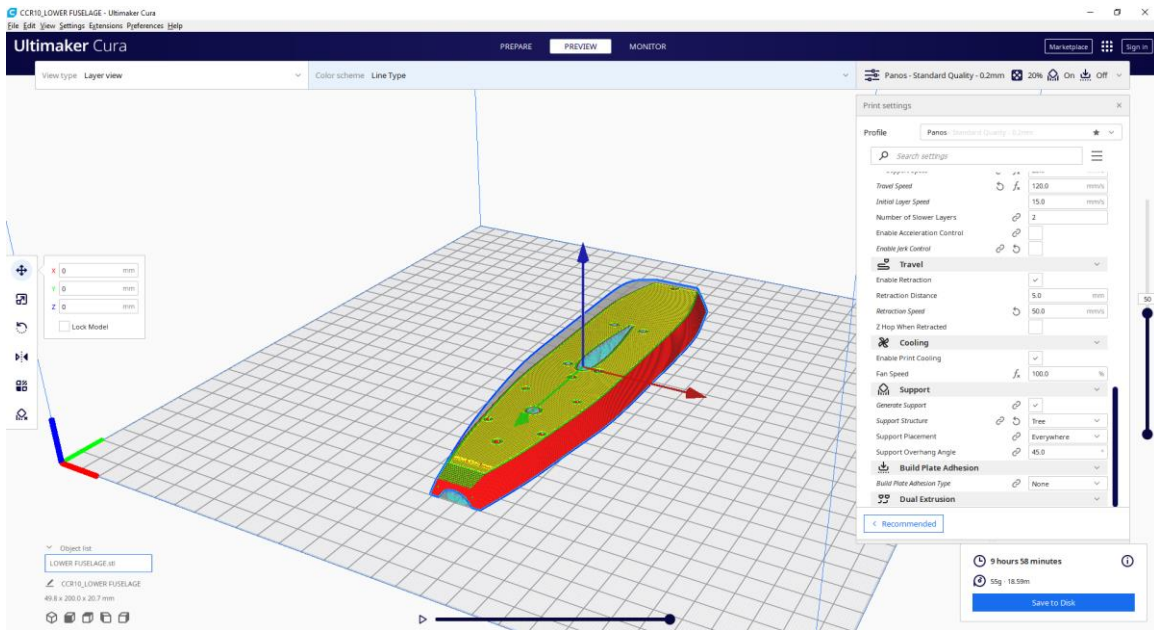 CCR10_LOWER FUSELAGE - Ultimaker Cura
File Edit View Settings Extensions Preferences Help
Ultimaker Cura
PREPARE PREVIEW MONITOR
Marketplace Sign in
View type Layer view
Color scheme Line Type
Panos - Standard Quality - 0.2mm 20% On Off
Print settings
Profile Panos - Standard Quality - 0.2mm
Search settings
Travel Speed 120.0 mm/s
Initial Layer Speed 15.0 mm/s
Number of Slower Layers 2
Enable Acceleration Control
Enable Jerk Control
Travel
Enable Retraction
Retraction Distance 5.0 mm
Retraction Speed 50.0 mm/s
Z Hop When Retracted
Cooling
Enable Print Cooling
Fan Speed 100.0 %
Support
Generate Support
Support Structure Tree
Support Placement Everywhere
Support Overhang Angle 45.0 °
Build Plate Adhesion
Build Plate Adhesion Type None
Dual Extrusion
< Recommended
X 0 mm
Y 0 mm
Z 0 mm
Lock Model
50
Object list
LOWER FUSELAGE.stl
CCR10_LOWER FUSELAGE
49.8 x 200.0 x 20.7 mm
9 hours 58 minutes
55g · 18.59m
Save to Disk